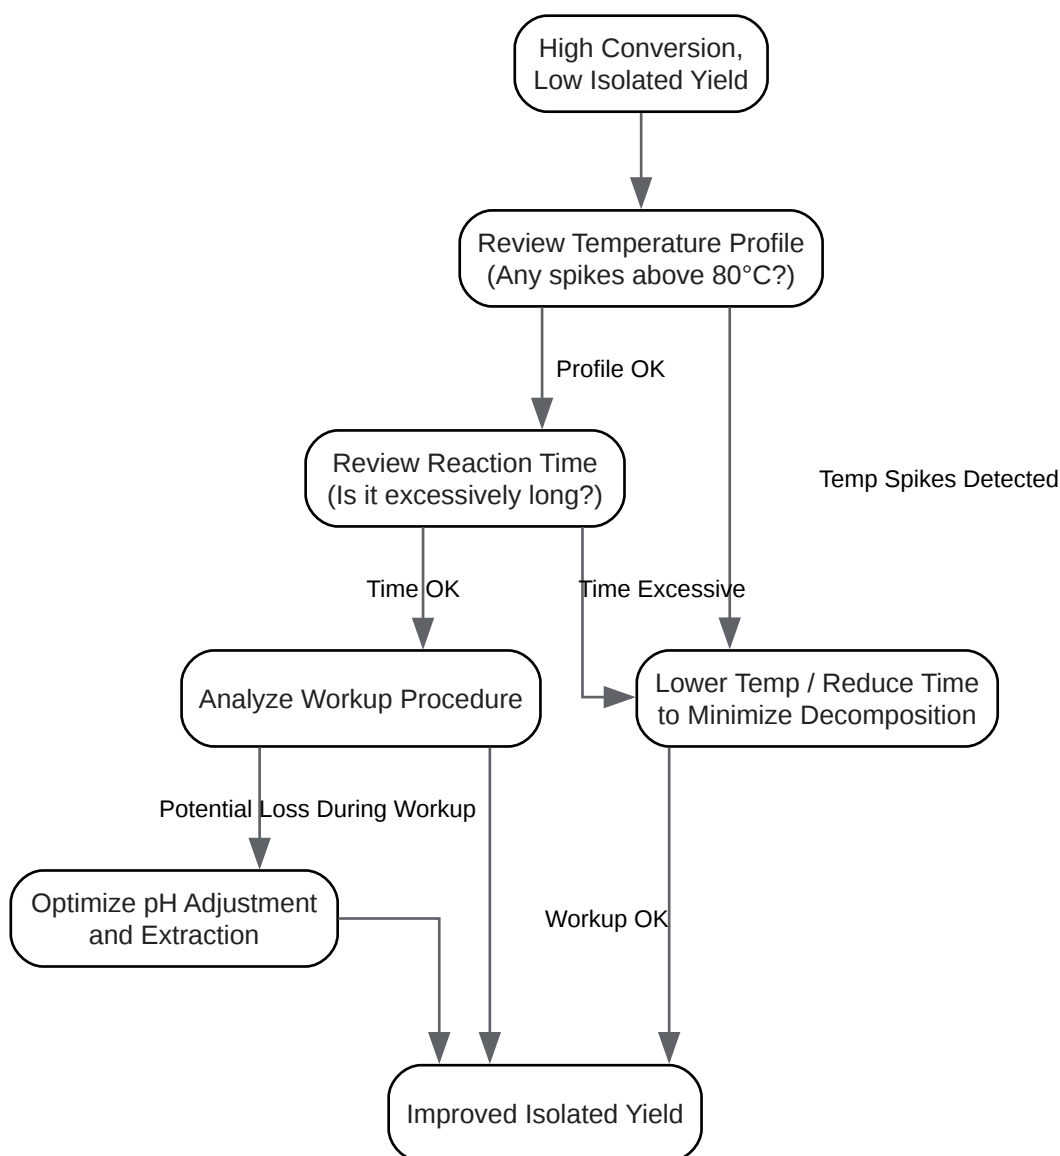 High Conversion,
Low Isolated Yield
Review Temperature Profile
(Any spikes above 80°C?)
Profile OK
Review Reaction Time
(Is it excessively long?)
Temp Spikes Detected
Time OK
Time Excessive
Analyze Workup Procedure
Lower Temp / Reduce Time
to Minimize Decomposition
Potential Loss During Workup
Optimize pH Adjustment
and Extraction
Workup OK
Improved Isolated Yield